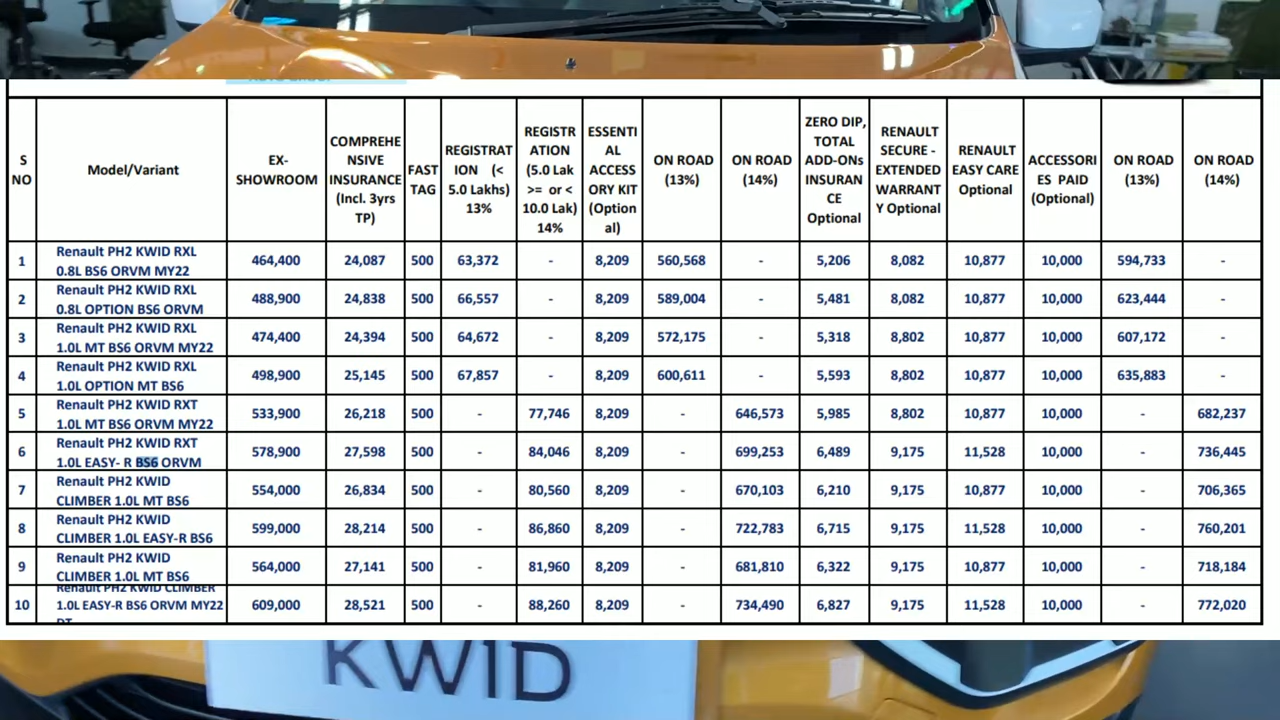 S NO | Model/Variant | EX-SHOWROOM | COMPREHENSIVE INSURANCE (Incl. 3yrs TP) | FAST TAG | REGISTRATION (< 5.0 Lakhs) 13% | REGISTRATION (5.0 Lak >= or < 10.0 Lak) 14% | ESSENTIAL ACCESSORY KIT (Optional) | ON ROAD (13%) | ON ROAD (14%) | ZERO DIP, TOTAL ADD-ONs INSURANCE Optional | RENAULT SECURE - EXTENDED WARRANTY Optional | RENAULT EASY CARE Optional | ACCESSORIES PAID (Optional) | ON ROAD (13%) | ON ROAD (14%)
1 | Renault PH2 KWID RXL 0.8L BS6 ORVM MY22 | 464,400 | 24,087 | 500 | 63,372 | - | 8,209 | 560,568 | - | 5,206 | 8,082 | 10,877 | 10,000 | 594,733 | -
2 | Renault PH2 KWID RXL 0.8L OPTION BS6 ORVM | 488,900 | 24,838 | 500 | 66,557 | - | 8,209 | 589,004 | - | 5,481 | 8,082 | 10,877 | 10,000 | 623,444 | -
3 | Renault PH2 KWID RXL 1.0L MT BS6 ORVM MY22 | 474,400 | 24,394 | 500 | 64,672 | - | 8,209 | 572,175 | - | 5,318 | 8,802 | 10,877 | 10,000 | 607,172 | -
4 | Renault PH2 KWID RXL 1.0L OPTION MT BS6 | 498,900 | 25,145 | 500 | 67,857 | - | 8,209 | 600,611 | - | 5,593 | 8,802 | 10,877 | 10,000 | 635,883 | -
5 | Renault PH2 KWID RXT 1.0L MT BS6 ORVM MY22 | 533,900 | 26,218 | 500 | - | 77,746 | 8,209 | - | 646,573 | 5,985 | 8,802 | 10,877 | 10,000 | - | 682,237
6 | Renault PH2 KWID RXT 1.0L EASY- R BS6 ORVM | 578,900 | 27,598 | 500 | - | 84,046 | 8,209 | - | 699,253 | 6,489 | 9,175 | 11,528 | 10,000 | - | 736,445
7 | Renault PH2 KWID CLIMBER 1.0L MT BS6 | 554,000 | 26,834 | 500 | - | 80,560 | 8,209 | - | 670,103 | 6,210 | 9,175 | 10,877 | 10,000 | - | 706,365
8 | Renault PH2 KWID CLIMBER 1.0L EASY-R BS6 | 599,000 | 28,214 | 500 | - | 86,860 | 8,209 | - | 722,783 | 6,715 | 9,175 | 11,528 | 10,000 | - | 760,201
9 | Renault PH2 KWID CLIMBER 1.0L MT BS6 | 564,000 | 27,141 | 500 | - | 81,960 | 8,209 | - | 681,810 | 6,322 | 9,175 | 10,877 | 10,000 | - | 718,184
10 | Renault PH2 KWID CLIMBER 1.0L EASY-R BS6 ORVM MY22 DT | 609,000 | 28,521 | 500 | - | 88,260 | 8,209 | - | 734,490 | 6,827 | 9,175 | 11,528 | 10,000 | - | 772,020
KWID